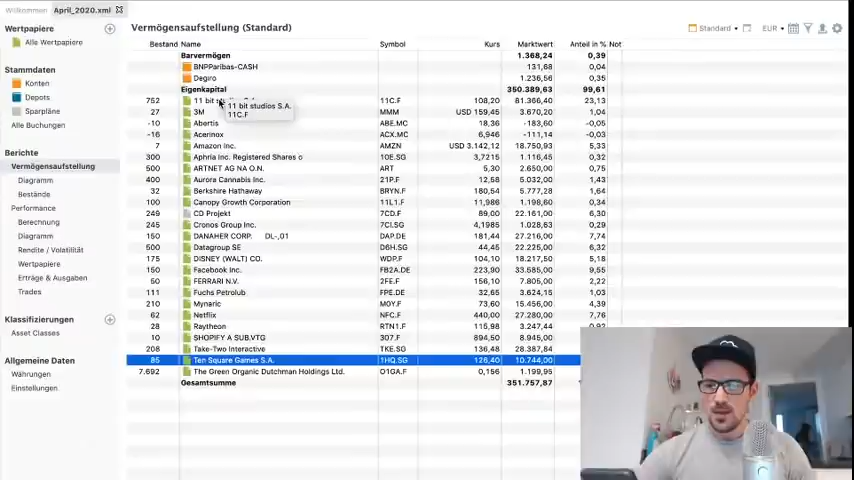 Willkommen April_2020.xml
Wertpapiere
Alle Wertpapiere
Stammdaten
Konten
Depots
Sparpläne
Alle Buchungen
Berichte
Vermögensaufstellung
Diagramm
Bestände
Performance
Berechnung
Diagramm
Rendite / Volatilität
Wertpapiere
Erträge & Ausgaben
Trades
Klassifizierungen
Asset Classes
Allgemeine Daten
Währungen
Einstellungen
Vermögensaufstellung (Standard)
Standard EUR
Bestand Name Symbol Kurs Marktwert Anteil in % Not
Barvermögen 1.368,24 0,39
BNPParibas-CASH 131,68 0,04
Degiro 1.236,56 0,35
Eigenkapital 350.389,63 99,61
752 11 bit 11C.F 108,20 81.366,40 23,13
11 bit studios S.A.
11C.F
27 3M MMM USD 159,45 3.670,20 1,04
-10 Abertis ABE.MC 18,36 -183,60 -0,05
-16 Acerinox ACX.MC 6,946 -111,14 -0,03
7 Amazon Inc. AMZN USD 3.142,12 18.750,93 5,33
300 Aphria Inc. Registered Shares o 10E.SG 3,7215 1.116,45 0,32
500 ARTNET AG NA O.N. ART 5,30 2.650,00 0,75
400 Aurora Cannabis Inc. 21P.F 12,58 5.032,00 1,43
32 Berkshire Hathaway BRYN.F 180,54 5.777,28 1,64
100 Canopy Growth Corporation 11L1.F 11,986 1.198,60 0,34
249 CD Projekt 7CD.F 89,00 22.161,00 6,30
245 Cronos Group Inc. 7CI.SG 4,1985 1.028,63 0,29
150 DANAHER CORP. DL-,01 DAP.DE 181,44 27.216,00 7,74
500 Datagroup SE D6H.SG 44,45 22.225,00 6,32
175 DISNEY (WALT) CO. WDP.F 104,10 18.217,50 5,18
150 Facebook Inc. FB2A.DE 223,90 33.585,00 9,55
50 FERRARI N.V. 2FE.F 156,10 7.805,00 2,22
111 Fuchs Petrolub FPE.DE 32,65 3.624,15 1,03
210 Mynaric M0Y.F 73,60 15.456,00 4,39
62 Netflix NFC.F 440,00 27.280,00 7,76
28 Raytheon RTN1.F 115,98 3.247,44 0,92
10 SHOPIFY A SUB.VTG 307.F 894,50 8.945,00
208 Take-Two Interactive TKE.SG 136,48 28.387,84
85 Ten Square Games S.A. 1HQ.SG 126,40 10.744,00
7.692 The Green Organic Dutchman Holdings Ltd. O1GA.F 0,156 1.199,95
Gesamtsumme 351.757,87